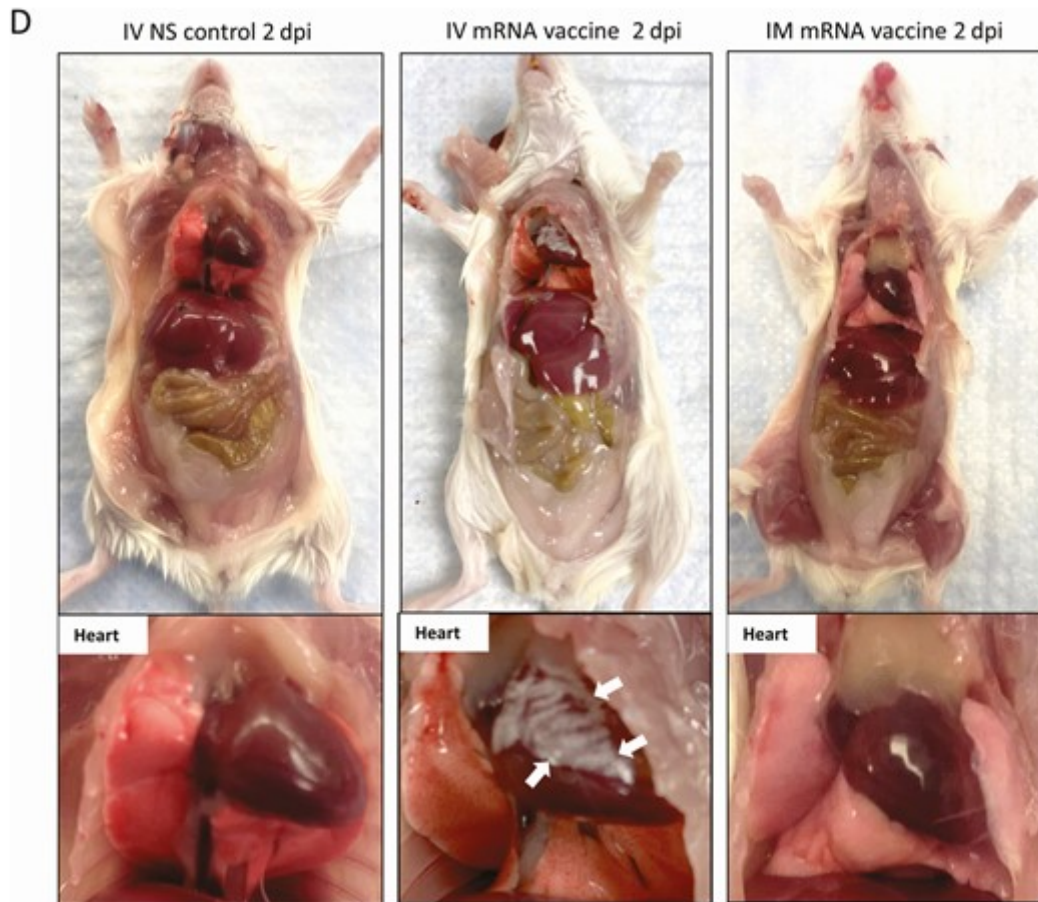 D
IV NS control 2 dpi
IV mRNA vaccine 2 dpi
IM mRNA vaccine 2 dpi
Heart
Heart
Heart